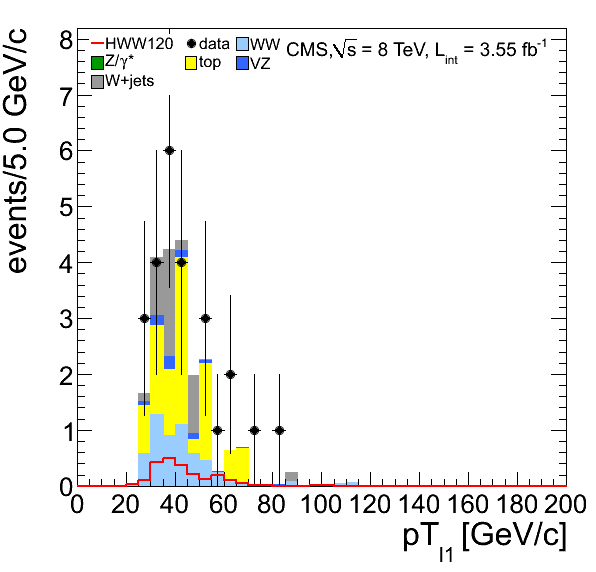 HWW120 data WW CMS,√s = 8 TeV, L_int = 3.55 fb^-1
Z/γ* top VZ
W+jets
events/5.0 GeV/c
8
7
6
5
4
3
2
1
0
0 20 40 60 80 100 120 140 160 180 200
pT_l1 [GeV/c]